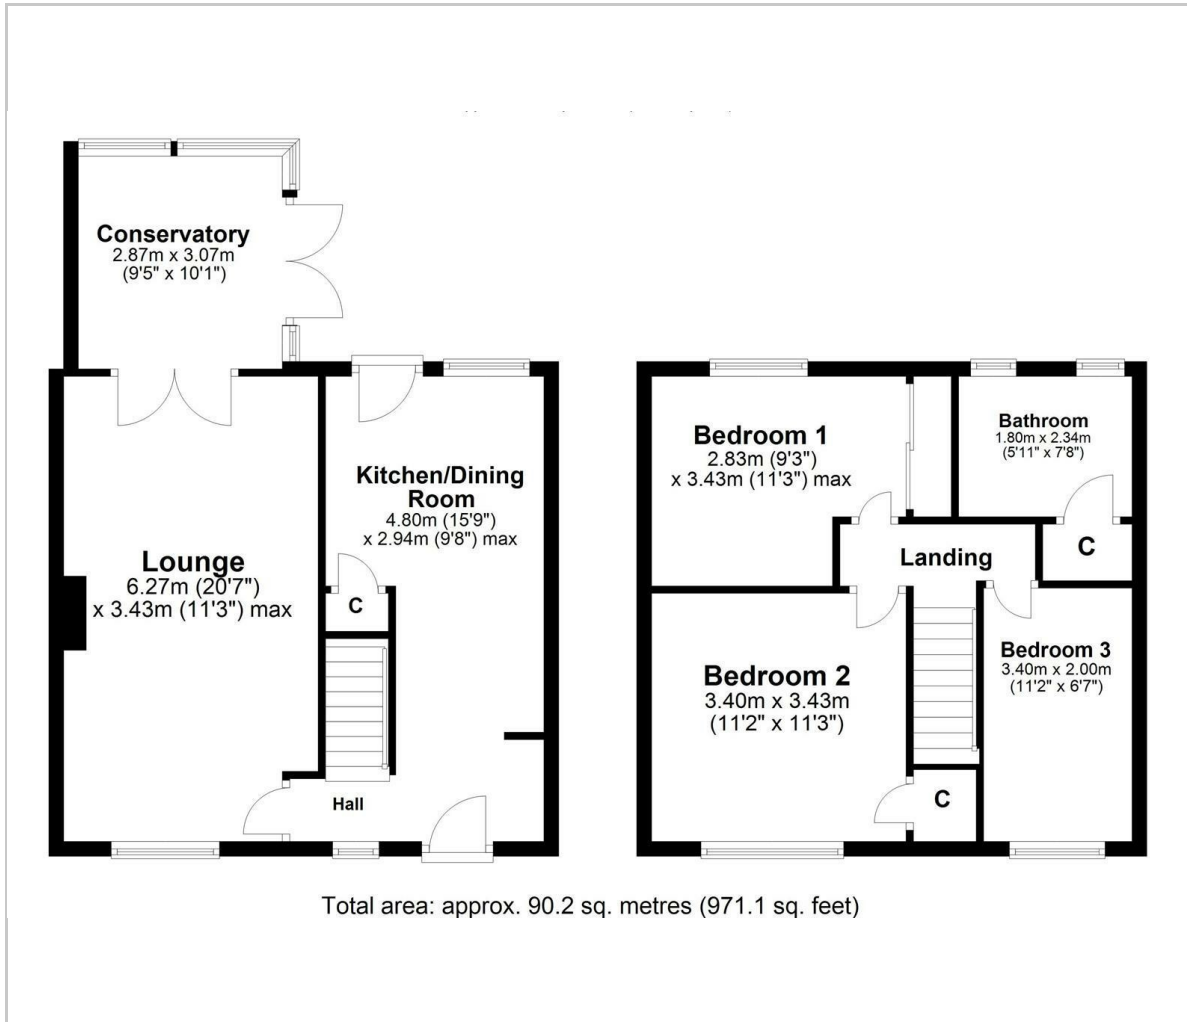 Conservatory
2.87m x 3.07m
(9'5" x 10'1")
Kitchen/Dining
Room
4.80m (15'9")
x 2.94m (9'8") max
Lounge
6.27m (20'7")
x 3.43m (11'3") max
C
Hall
Bedroom 1
2.83m (9'3")
x 3.43m (11'3") max
Bathroom
1.80m x 2.34m
(5'11" x 7'8")
Landing
C
Bedroom 2
3.40m x 3.43m
(11'2" x 11'3")
Bedroom 3
3.40m x 2.00m
(11'2" x 6'7")
C
Total area: approx. 90.2 sq. metres (971.1 sq. feet)